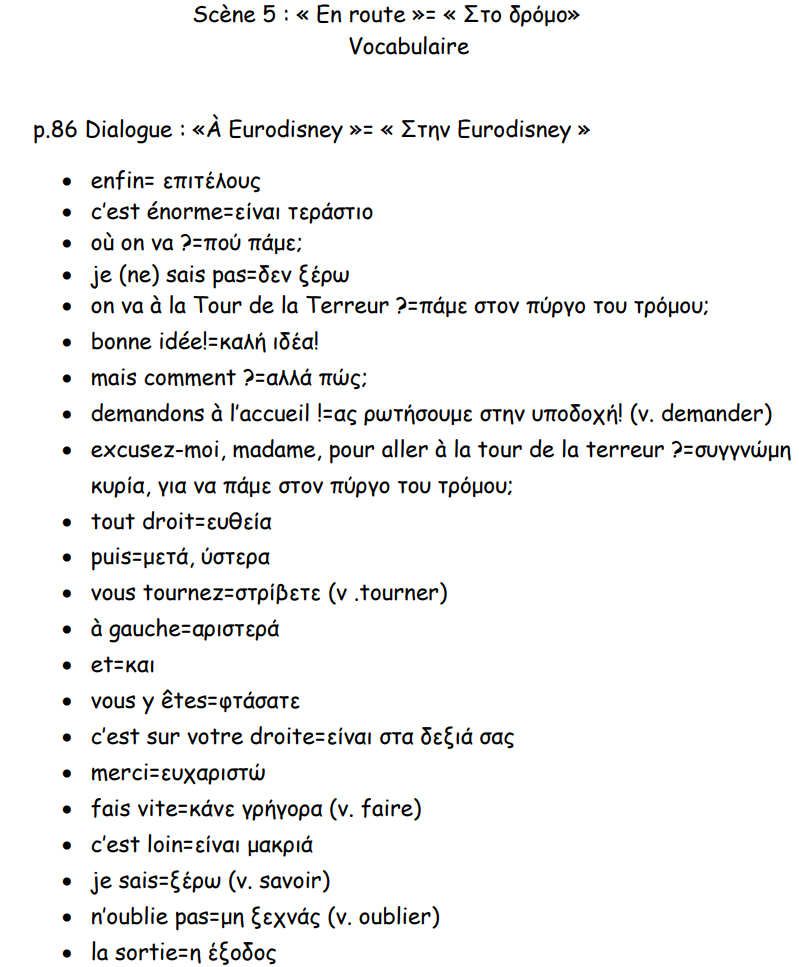 Scène 5 : « En route »= « Στο δρόμο»
Vocabulaire
p.86 Dialogue : «À Eurodisney »= « Στην Eurodisney »
• enfin= επιτέλους
• c’est énorme=είναι τεράστιο
• où on va ?=πού πάμε;
• je (ne) sais pas=δεν ξέρω
• on va à la Tour de la Terreur ?=πάμε στον πύργο του τρόμου;
• bonne idée!=καλή ιδέα!
• mais comment ?=αλλά πώς;
• demandons à l’accueil !=ας ρωτήσουμε στην υποδοχή! (v. demander)
• excusez-moi, madame, pour aller à la tour de la terreur ?=συγγνώμη
κυρία, για να πάμε στον πύργο του τρόμου;
• tout droit=ευθεία
• puis=μετά, ύστερα
• vous tournez=στρίβετε (v .tourner)
• à gauche=αριστερά
• et=και
• vous y êtes=φτάσατε
• c’est sur votre droite=είναι στα δεξιά σας
• merci=ευχαριστώ
• fais vite=κάνε γρήγορα (v. faire)
• c’est loin=είναι μακριά
• je sais=ξέρω (v. savoir)
• n’oublie pas=μη ξεχνάς (v. oublier)
• la sortie=η έξοδος